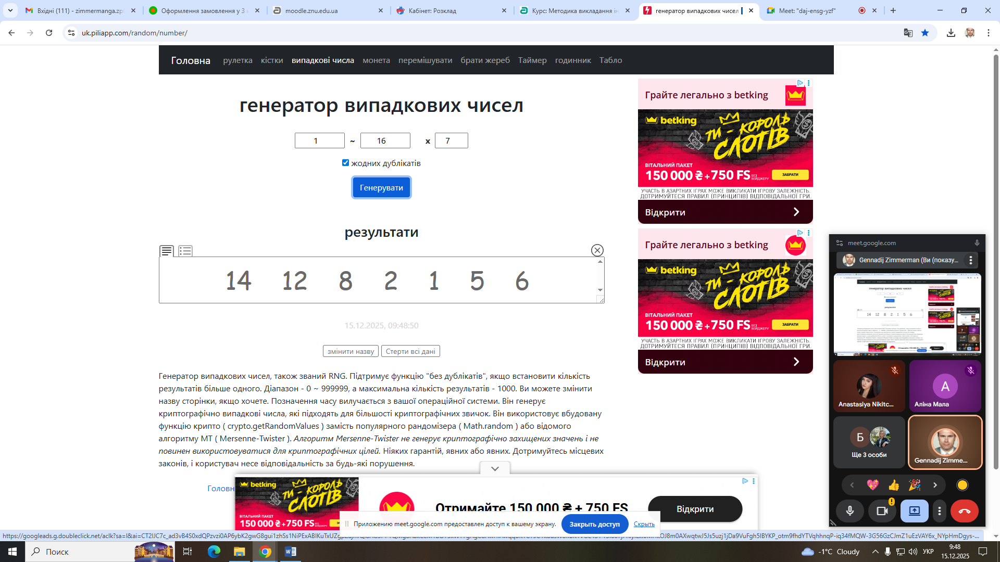 Вхідні (111) - zimmermanga.zp
Оформлення замовлення у 3 к
moodle.znu.edu.ua
Кабінет: Розклад
Курс: Методика викладання ін
генератор випадкових чисел
Meet: "daj-ensg-yzf"
uk.piliapp.com/random/number/
Головна рулетка кістки випадкові числа монета перемішувати брати жереб Таймер годинник Табло
генератор випадкових чисел
1 ~ 16 x 7
жодних дублікатів
Генерувати
результати
14 12 8 2 1 5 6
15.12.2025, 09:48:50
змінити назву Стерти всі дані
Генератор випадкових чисел, також званий RNG. Підтримує функцію "без дублікатів", якщо встановити кількість
результатів більше одного. Діапазон - 0 ~ 999999, а максимальна кількість результатів - 1000. Ви можете змінити
назву сторінки, якщо хочете. Позначення часу вилучається з вашої операційної системи. Він генерує
криптографічно випадкові числа, які підходять для більшості криптографічних звичок. Він використовує вбудовану
функцію крипто ( crypto.getRandomValues ) замість популярного рандомізера ( Math.random ) або відомого
алгоритму MT ( Mersenne-Twister ). Алгоритм Mersenne-Twister не генерує криптографічно захищених значень і не
повинен використовуватися для криптографічних цілей. Ніяких гарантій, явних або явних. Дотримуйтесь місцевих
законів, і користувач несе відповідальність за будь-які порушення.
Головн
Грайте легально з betking
betking
ТИ - КОРОЛЬ
СЛОТІВ
ВІТАЛЬНИЙ ПАКЕТ
150 000 ₴ + 750 FS БЕЗ ВЕЙДЖЕРУ
ЗАБРАТИ
УЧАСТЬ В АЗАРТНИХ ІГРАХ МОЖЕ ВИКЛИКАТИ ІГРОВУ ЗАЛЕЖНІСТЬ.
ДОТРИМУЙТЕСЯ ПРАВИЛ (ПРИНЦИПІВ) ВІДПОВІДАЛЬНОЇ ГРИ.
Відкрити
Грайте легально з betking
betking
ТИ - КОРОЛЬ
СЛОТІВ
ВІТАЛЬНИЙ ПАКЕТ
150 000 ₴ + 750 FS БЕЗ ВЕЙДЖЕРУ
ЗАБРАТИ
УЧАСТЬ В АЗАРТНИХ ІГРАХ МОЖЕ ВИКЛИКАТИ ІГРОВУ ЗАЛЕЖНІСТЬ.
ДОТРИМУЙТЕСЯ ПРАВИЛ (ПРИНЦИПІВ) ВІДПОВІДАЛЬНОЇ ГРИ.
Відкрити
meet.google.com
Gennadij Zimmerman (Ви (показу...
Anastasiya Nikitc...
А
Аліна Мала
Б
Ще 3 особи
Gennadij Zimme...
betking
ТИ - КОРОЛЬ
СЛОТІВ
ВІТАЛЬНИЙ ПАКЕТ
150 000 ₴ + 750 FS
Отримайте 150 000 ₴ + 750 FS
Відкрити
Приложению meet.google.com предоставлен доступ к вашему экрану.
Закрыть доступ
Скрыть
Поиск
-1°C Cloudy
УКР
9:48
15.12.2025